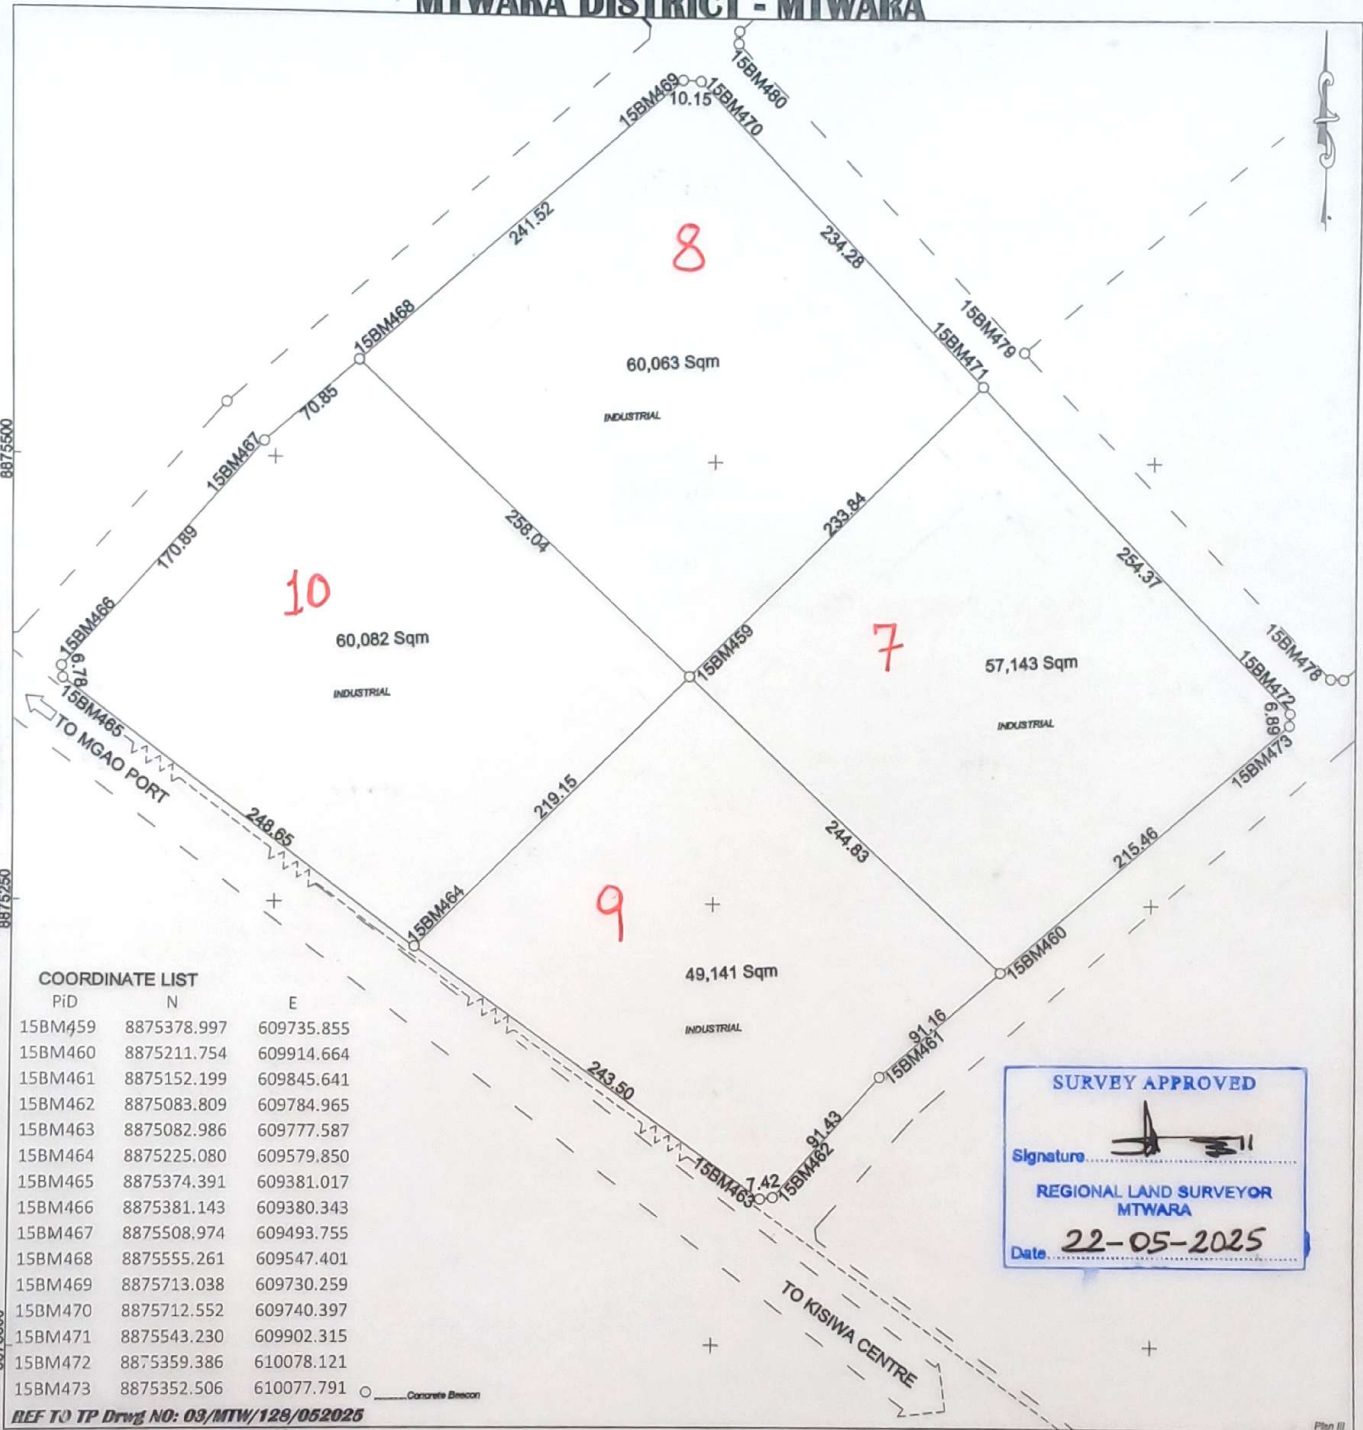 MTWARA DISTRICT - MTWARA
15BM480
15BM469
10.15
15BM470
241.52
8
234.28
15BM468
15BM479
15BM471
60,063 Sqm
INDUSTRIAL
70.85
8875500
15BM467
170.89
258.04
233.84
254.37
10
15BM466
60,082 Sqm
INDUSTRIAL
6.78
15BM465
TO MGAO PORT
15BM459
7
57,143 Sqm
INDUSTRIAL
15BM478
15BM472
6.89
15BM473
248.65
219.15
244.83
215.46
8875250
15BM464
9
49,141 Sqm
INDUSTRIAL
15BM460
91.16
15BM461
243.50
91.43
15BM463
7.42
15BM462
TO KISIWA CENTRE
COORDINATE LIST
PiD N E
15BM459 8875378.997 609735.855
15BM460 8875211.754 609914.664
15BM461 8875152.199 609845.641
15BM462 8875083.809 609784.965
15BM463 8875082.986 609777.587
15BM464 8875225.080 609579.850
15BM465 8875374.391 609381.017
15BM466 8875381.143 609380.343
15BM467 8875508.974 609493.755
15BM468 8875555.261 609547.401
15BM469 8875713.038 609730.259
15BM470 8875712.552 609740.397
15BM471 8875543.230 609902.315
15BM472 8875359.386 610078.121
15BM473 8875352.506 610077.791
Concrete Beacon
REF TO TP Drwg NO: 03/MTW/128/052025
SURVEY APPROVED
Signature
REGIONAL LAND SURVEYOR
MTWARA
Date 22-05-2025
Plan III